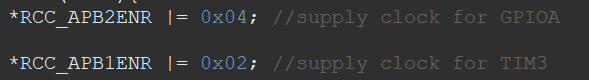 *RCC_APB2ENR |= 0x04; //supply clock for GPIOA
*RCC_APB1ENR |= 0x02; //supply clock for TIM3